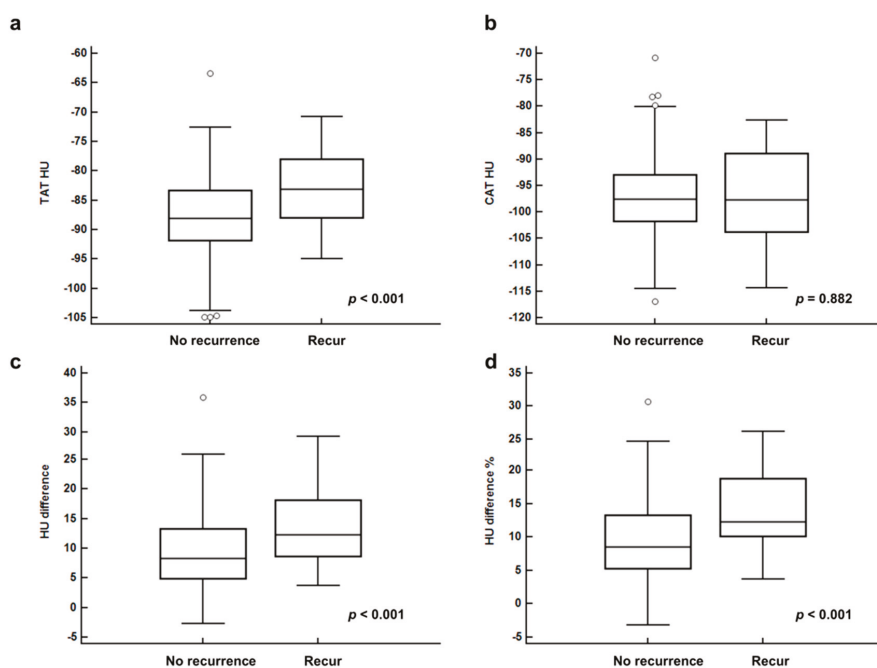 a
TAT HU
-60
-65
-70
-75
-80
-85
-90
-95
-100
-105
p < 0.001
No recurrence Recur
b
CAT HU
-70
-75
-80
-85
-90
-95
-100
-105
-110
-115
-120
p = 0.882
No recurrence Recur
c
HU difference
40
35
30
25
20
15
10
5
0
-5
p < 0.001
No recurrence Recur
d
HU difference %
35
30
25
20
15
10
5
0
-5
p < 0.001
No recurrence Recur